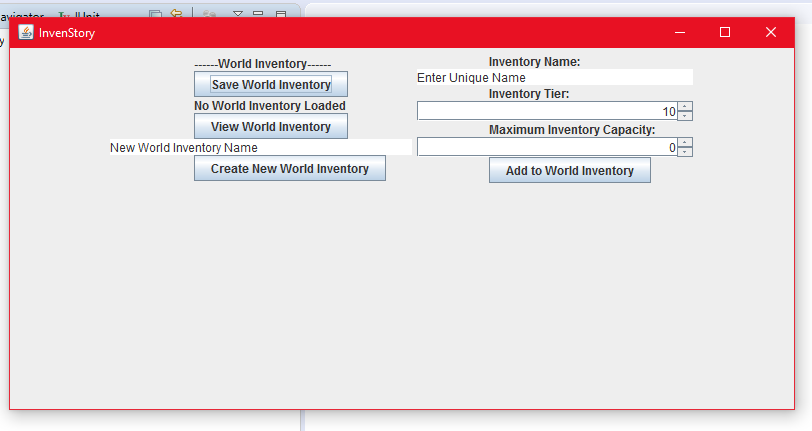 avigator JUnit
InvenStory
------World Inventory------
Save World Inventory
No World Inventory Loaded
View World Inventory
New World Inventory Name
Create New World Inventory
Inventory Name:
Enter Unique Name
Inventory Tier:
10
Maximum Inventory Capacity:
0
Add to World Inventory